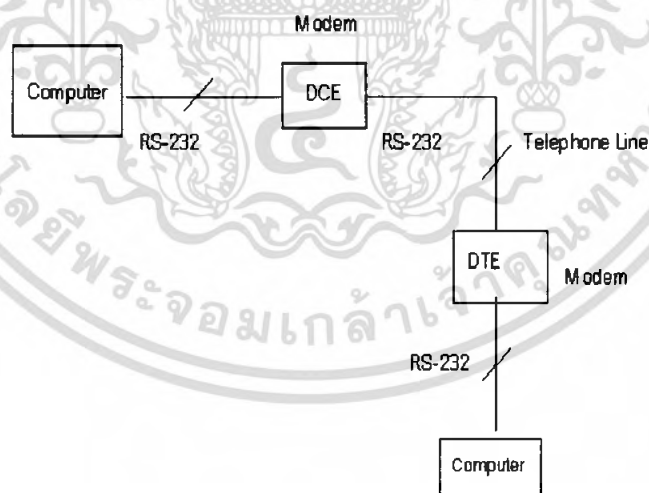 Modem
Computer
DCE
RS-232
RS-232
Telephone Line
DTE
Modem
RS-232
Computer